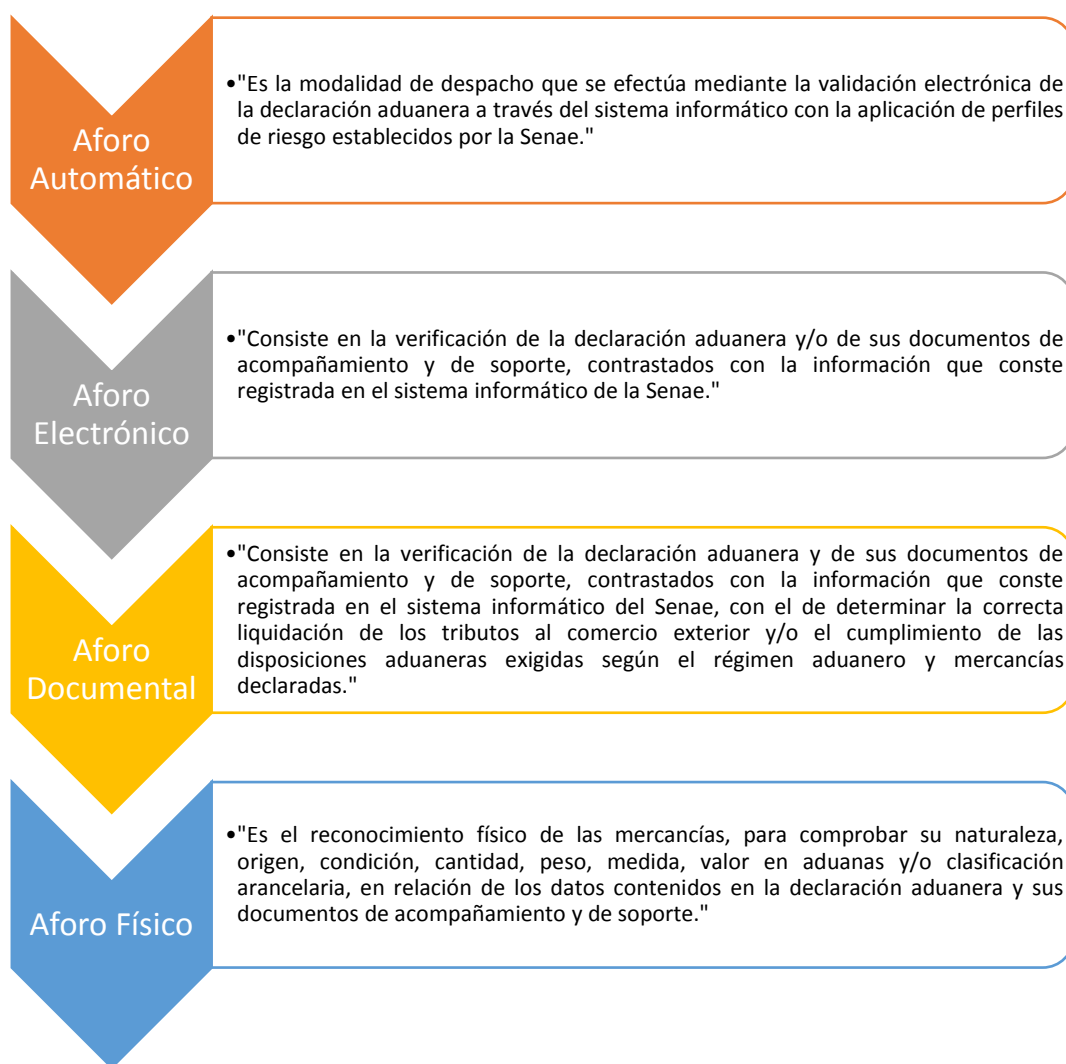 Aforo
Automático
•"Es la modalidad de despacho que se efectúa mediante la validación electrónica de
la declaración aduanera a través del sistema informático con la aplicación de perfiles
de riesgo establecidos por la Senae."
Aforo
Electrónico
•"Consiste en la verificación de la declaración aduanera y/o de sus documentos de
acompañamiento y de soporte, contrastados con la información que conste
registrada en el sistema informático de la Senae."
Aforo
Documental
•"Consiste en la verificación de la declaración aduanera y de sus documentos de
acompañamiento y de soporte, contrastados con la información que conste
registrada en el sistema informático del Senae, con el de determinar la correcta
liquidación de los tributos al comercio exterior y/o el cumplimiento de las
disposiciones aduaneras exigidas según el régimen aduanero y mercancías
declaradas."
Aforo Físico
•"Es el reconocimiento físico de las mercancías, para comprobar su naturaleza,
origen, condición, cantidad, peso, medida, valor en aduanas y/o clasificación
arancelaria, en relación de los datos contenidos en la declaración aduanera y sus
documentos de acompañamiento y de soporte."